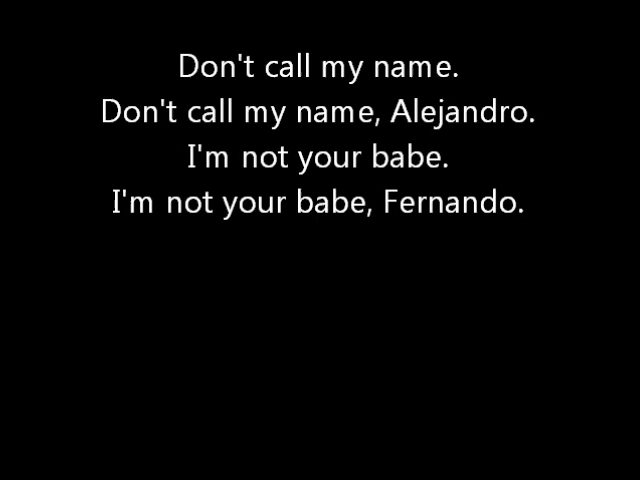 Don't call my name.
Don't call my name, Alejandro.
I'm not your babe.
I'm not your babe, Fernando.